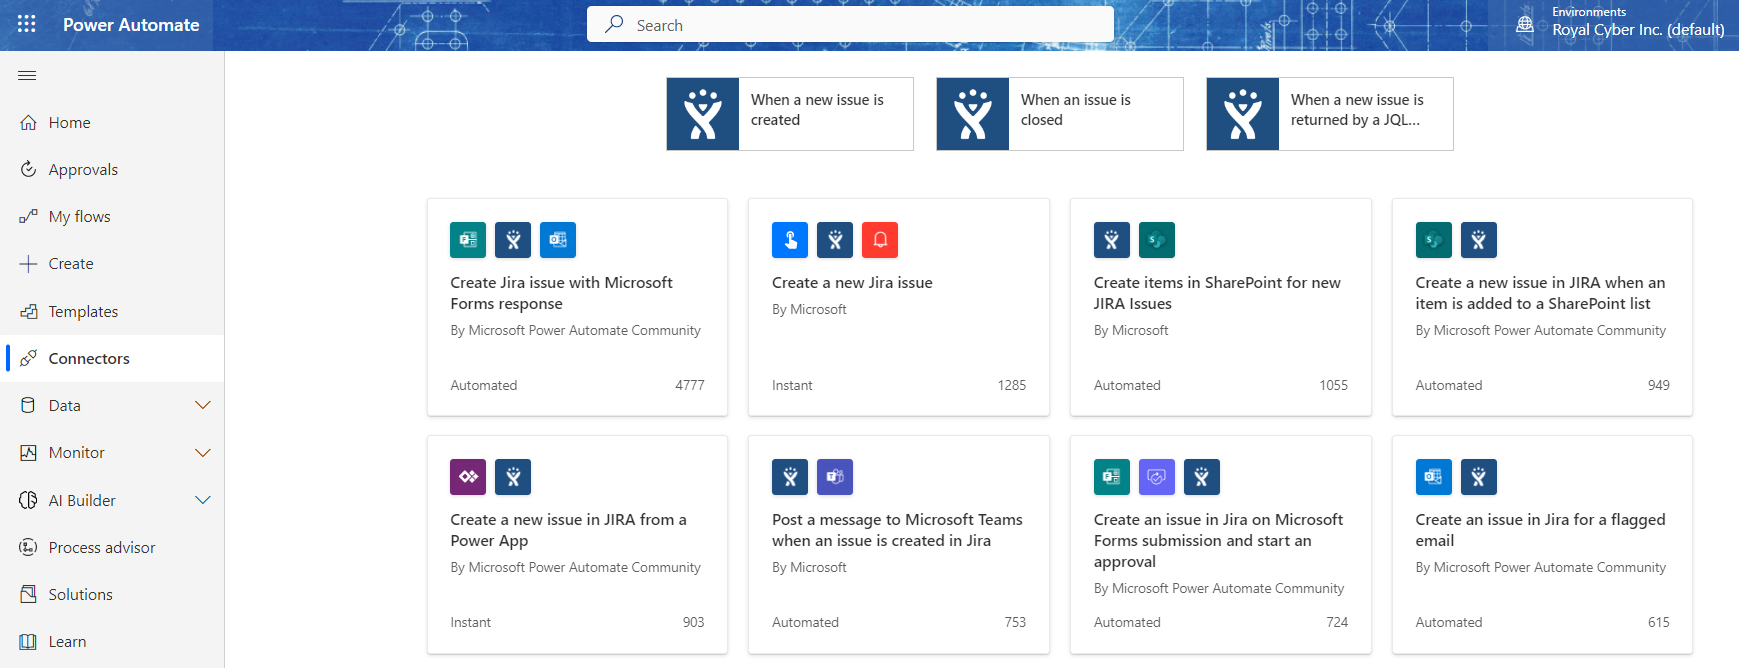 Power Automate
Search
Environments
Royal Cyber Inc. (default)
Home
Approvals
My flows
Create
Templates
Connectors
Data
Monitor
AI Builder
Process advisor
Solutions
Learn
When a new issue is
created
When an issue is
closed
When a new issue is
returned by a JQL...
Create Jira issue with Microsoft
Forms response
By Microsoft Power Automate Community
Automated 4777
Create a new Jira issue
By Microsoft
Instant 1285
Create items in SharePoint for new
JIRA Issues
By Microsoft
Automated 1055
Create a new issue in JIRA when an
item is added to a SharePoint list
By Microsoft Power Automate Community
Automated 949
Create a new issue in JIRA from a
Power App
By Microsoft Power Automate Community
Instant 903
Post a message to Microsoft Teams
when an issue is created in Jira
By Microsoft
Automated 753
Create an issue in Jira on Microsoft
Forms submission and start an
approval
By Microsoft Power Automate Community
Automated 724
Create an issue in Jira for a flagged
email
By Microsoft Power Automate Community
Automated 615